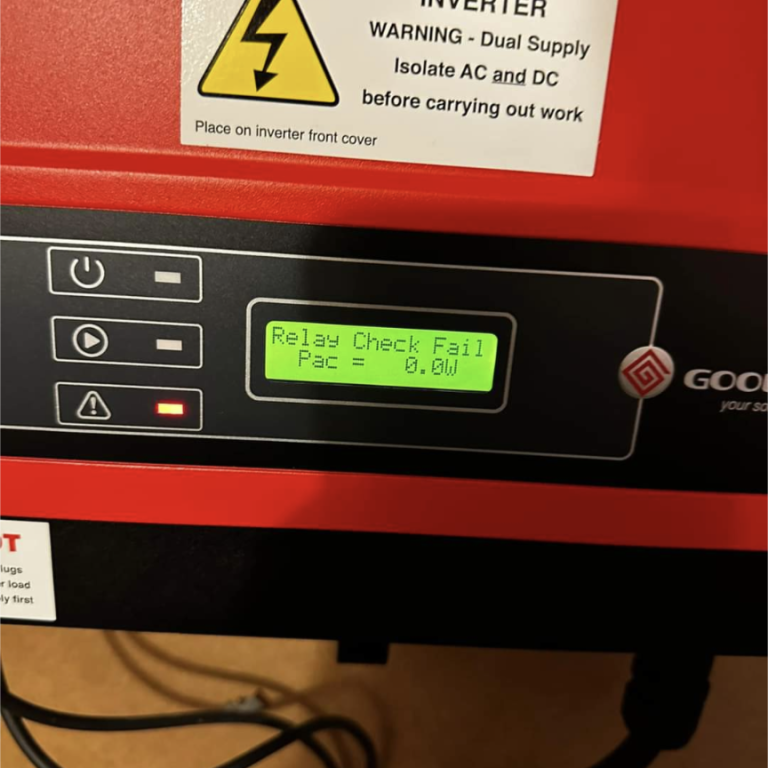 INVERTER
WARNING - Dual Supply
Isolate AC and DC
before carrying out work
Place on inverter front cover
Relay Check Fail
Pac = 0.0W
GOO
your so
T
lugs
r load
ly first